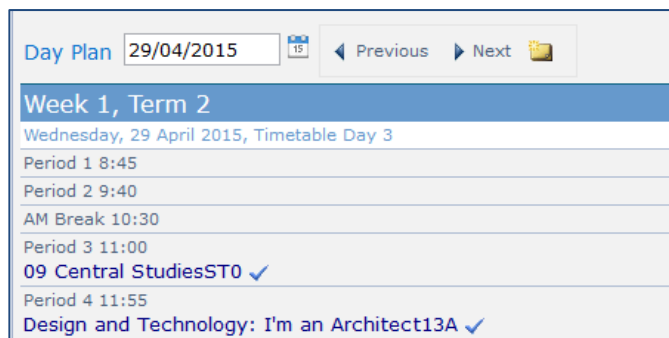 Day Plan 29/04/2015 15 Previous Next
Week 1, Term 2
Wednesday, 29 April 2015, Timetable Day 3
Period 1 8:45
Period 2 9:40
AM Break 10:30
Period 3 11:00
09 Central StudiesST0
Period 4 11:55
Design and Technology: I'm an Architect13A